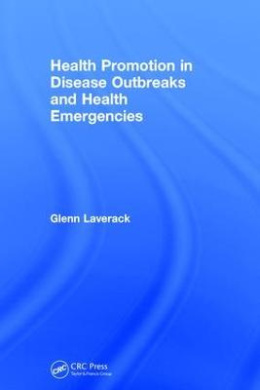 Health Promotion in
Disease Outbreaks
and Health
Emergencies
Glenn Laverack
CRC Press
Taylor & Francis Group